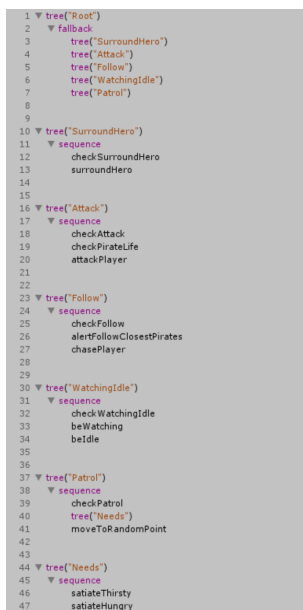 1 ▼ tree("Root")
2 ▼ fallback
3 tree("SurroundHero")
4 tree("Attack")
5 tree("Follow")
6 tree("WatchingIdle")
7 tree("Patrol")
8
9
10 ▼ tree("SurroundHero")
11 ▼ sequence
12 checkSurroundHero
13 surroundHero
14
15
16 ▼ tree("Attack")
17 ▼ sequence
18 checkAttack
19 checkPirateLife
20 attackPlayer
21
22
23 ▼ tree("Follow")
24 ▼ sequence
25 checkFollow
26 alertFollowClosestPirates
27 chasePlayer
28
29
30 ▼ tree("WatchingIdle")
31 ▼ sequence
32 checkWatchingIdle
33 beWatching
34 beIdle
35
36
37 ▼ tree("Patrol")
38 ▼ sequence
39 checkPatrol
40 tree("Needs")
41 moveToRandomPoint
42
43
44 ▼ tree("Needs")
45 ▼ sequence
46 satiateThirsty
47 satiateHungry